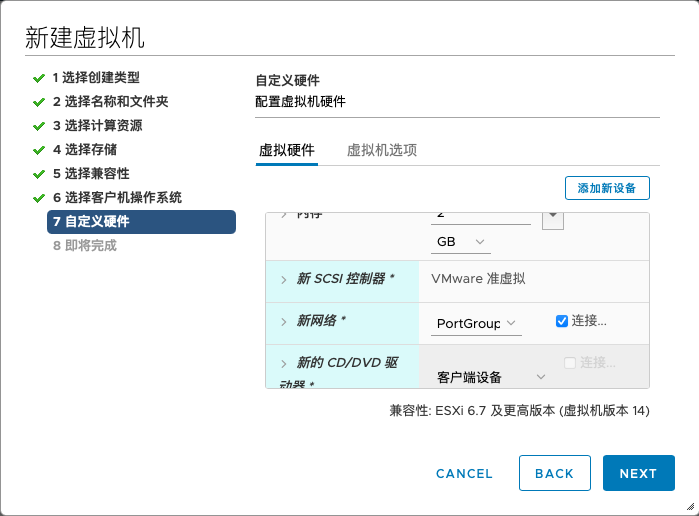 新建虚拟机
1 选择创建类型
2 选择名称和文件夹
3 选择计算资源
4 选择存储
5 选择兼容性
6 选择客户机操作系统
7 自定义硬件
8 即将完成
自定义硬件
配置虚拟机硬件
虚拟硬件 虚拟机选项
添加新设备
内存 2
GB
新 SCSI 控制器 * VMware 准虚拟
新网络 * PortGroup 连接...
新的 CD/DVD 驱 客户端设备 连接...
动器 *
兼容性: ESXi 6.7 及更高版本 (虚拟机版本 14)
CANCEL BACK NEXT